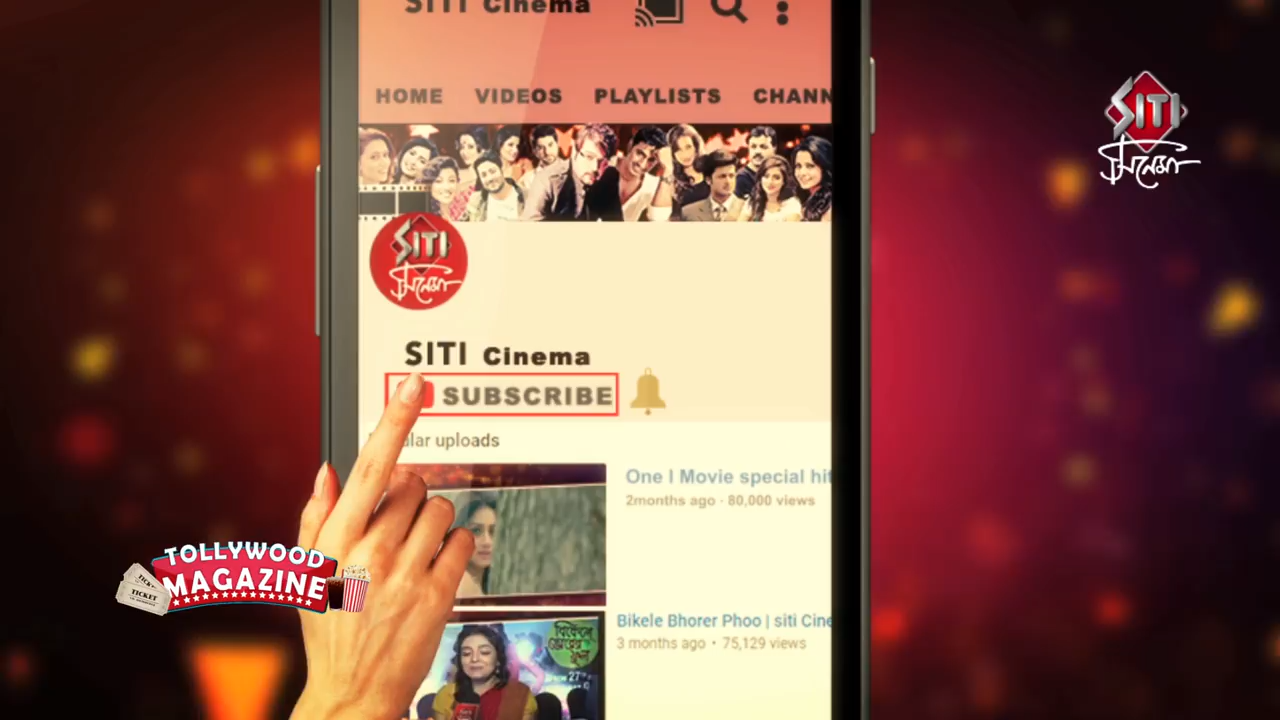 SITI Cinema
HOME VIDEOS PLAYLISTS CHANN
SITI
সিনেমা
SITI
সিনেমা
SITI Cinema
SUBSCRIBE
lar uploads
One I Movie special hit
2months ago · 80,000 views
TOLLYWOOD
MAGAZINE
TICKET
Bikele Bhorer Phoo | siti Cine
3 months ago • 75,129 views
বিকেলে
ভোরের
ফুল